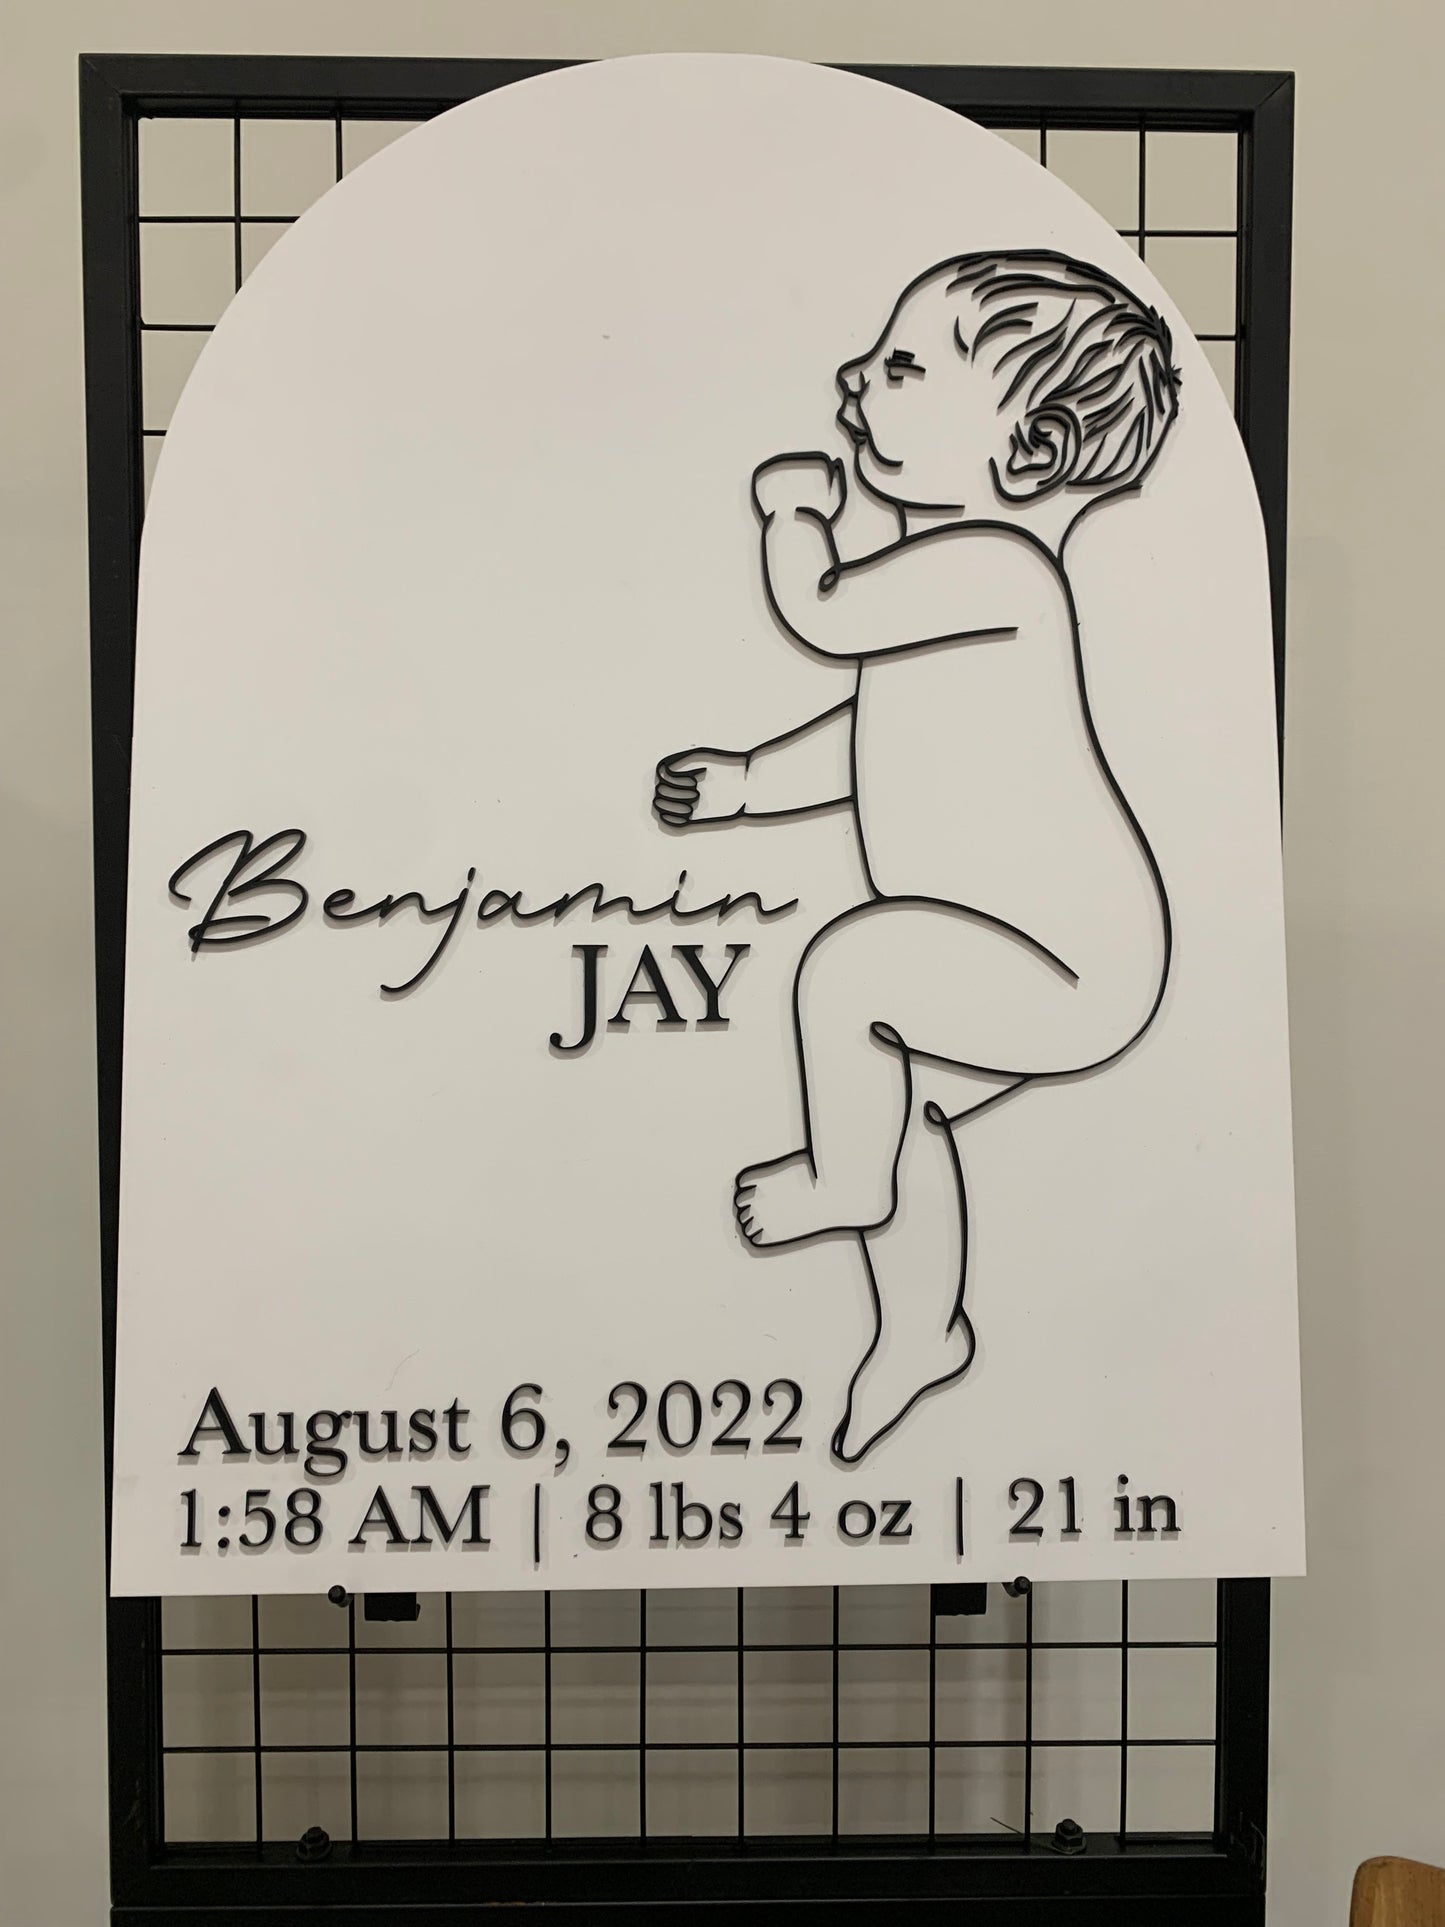 Benjamin
JAY
August 6, 2022
1:58 AM | 8 lbs 4 oz | 21 in